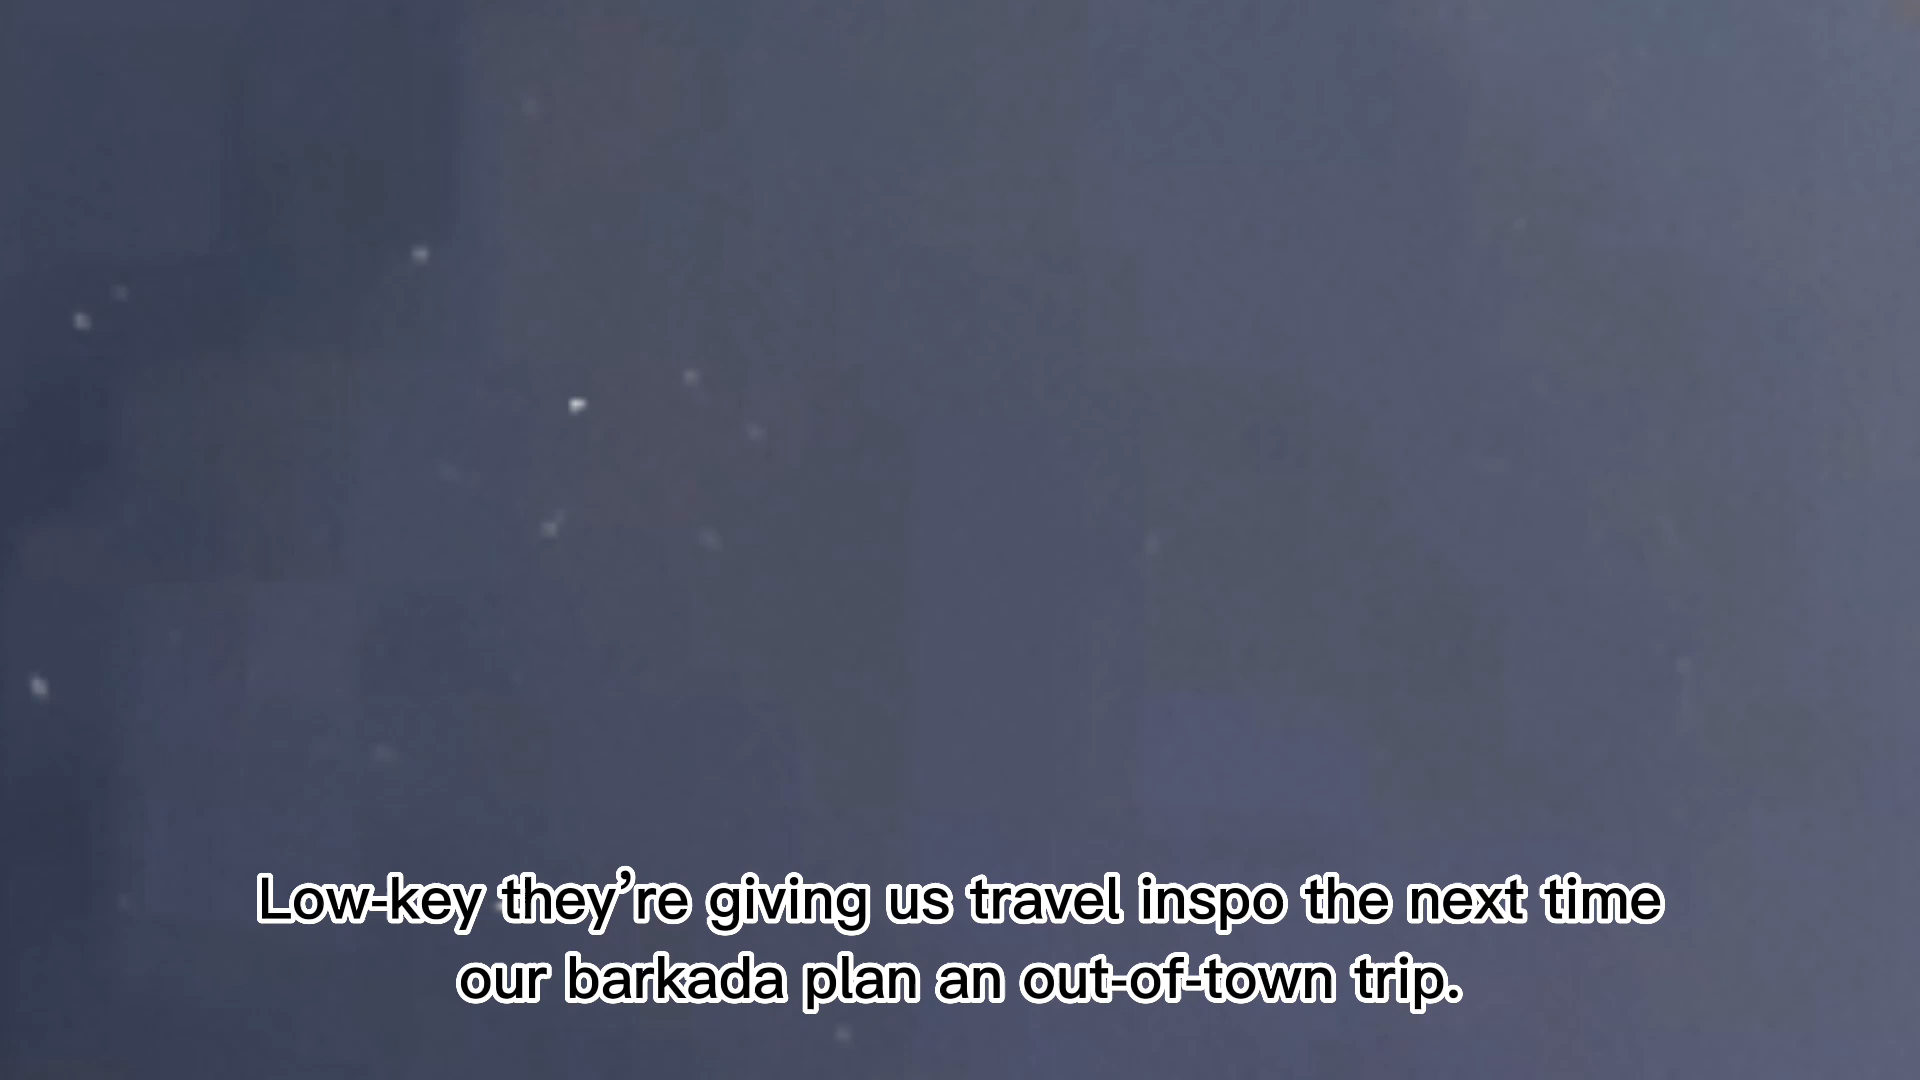 Low-key they’re giving us travel inspo the next time
our barkada plan an out-of-town trip.